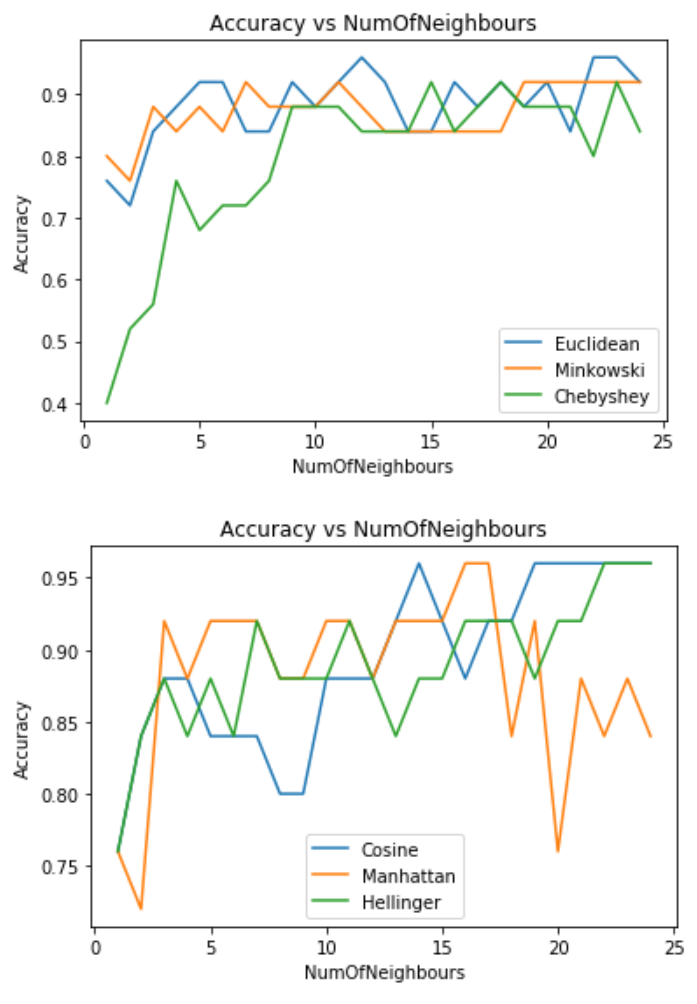 Accuracy vs NumOfNeighbours
0.9
0.8
0.7
0.6
0.5
0.4
Accuracy
Euclidean
Minkowski
Chebyshey
0 5 10 15 20 25
NumOfNeighbours
Accuracy vs NumOfNeighbours
0.95
0.90
0.85
0.80
0.75
Accuracy
Cosine
Manhattan
Hellinger
0 5 10 15 20 25
NumOfNeighbours